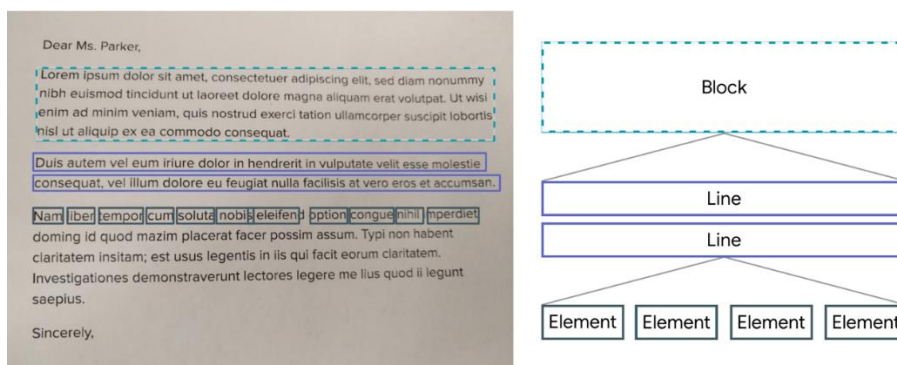 Dear Ms. Parker,
Lorem ipsum dolor sit amet, consectetuer adipiscing elit, sed diam nonummy
nibh euismod tincidunt ut laoreet dolore magna aliquam erat volutpat. Ut wisi
enim ad minim veniam, quis nostrud exerci tation ullamcorper suscipit lobortis
nisl ut aliquip ex ea commodo consequat.
Duis autem vel eum iriure dolor in hendrerit in vulputate velit esse molestie
consequat, vel illum dolore eu feugiat nulla facilisis at vero eros et accumsan.
Nam liber tempor cum soluta nobis eleifend option congue nihil imperdiet
doming id quod mazim placerat facer possim assum. Typi non habent
claritatem insitam; est usus legentis in iis qui facit eorum claritatem.
Investigationes demonstraverunt lectores legere me lius quod ii legunt
saepius.
Sincerely,
Block
Line
Line
Element Element Element Element